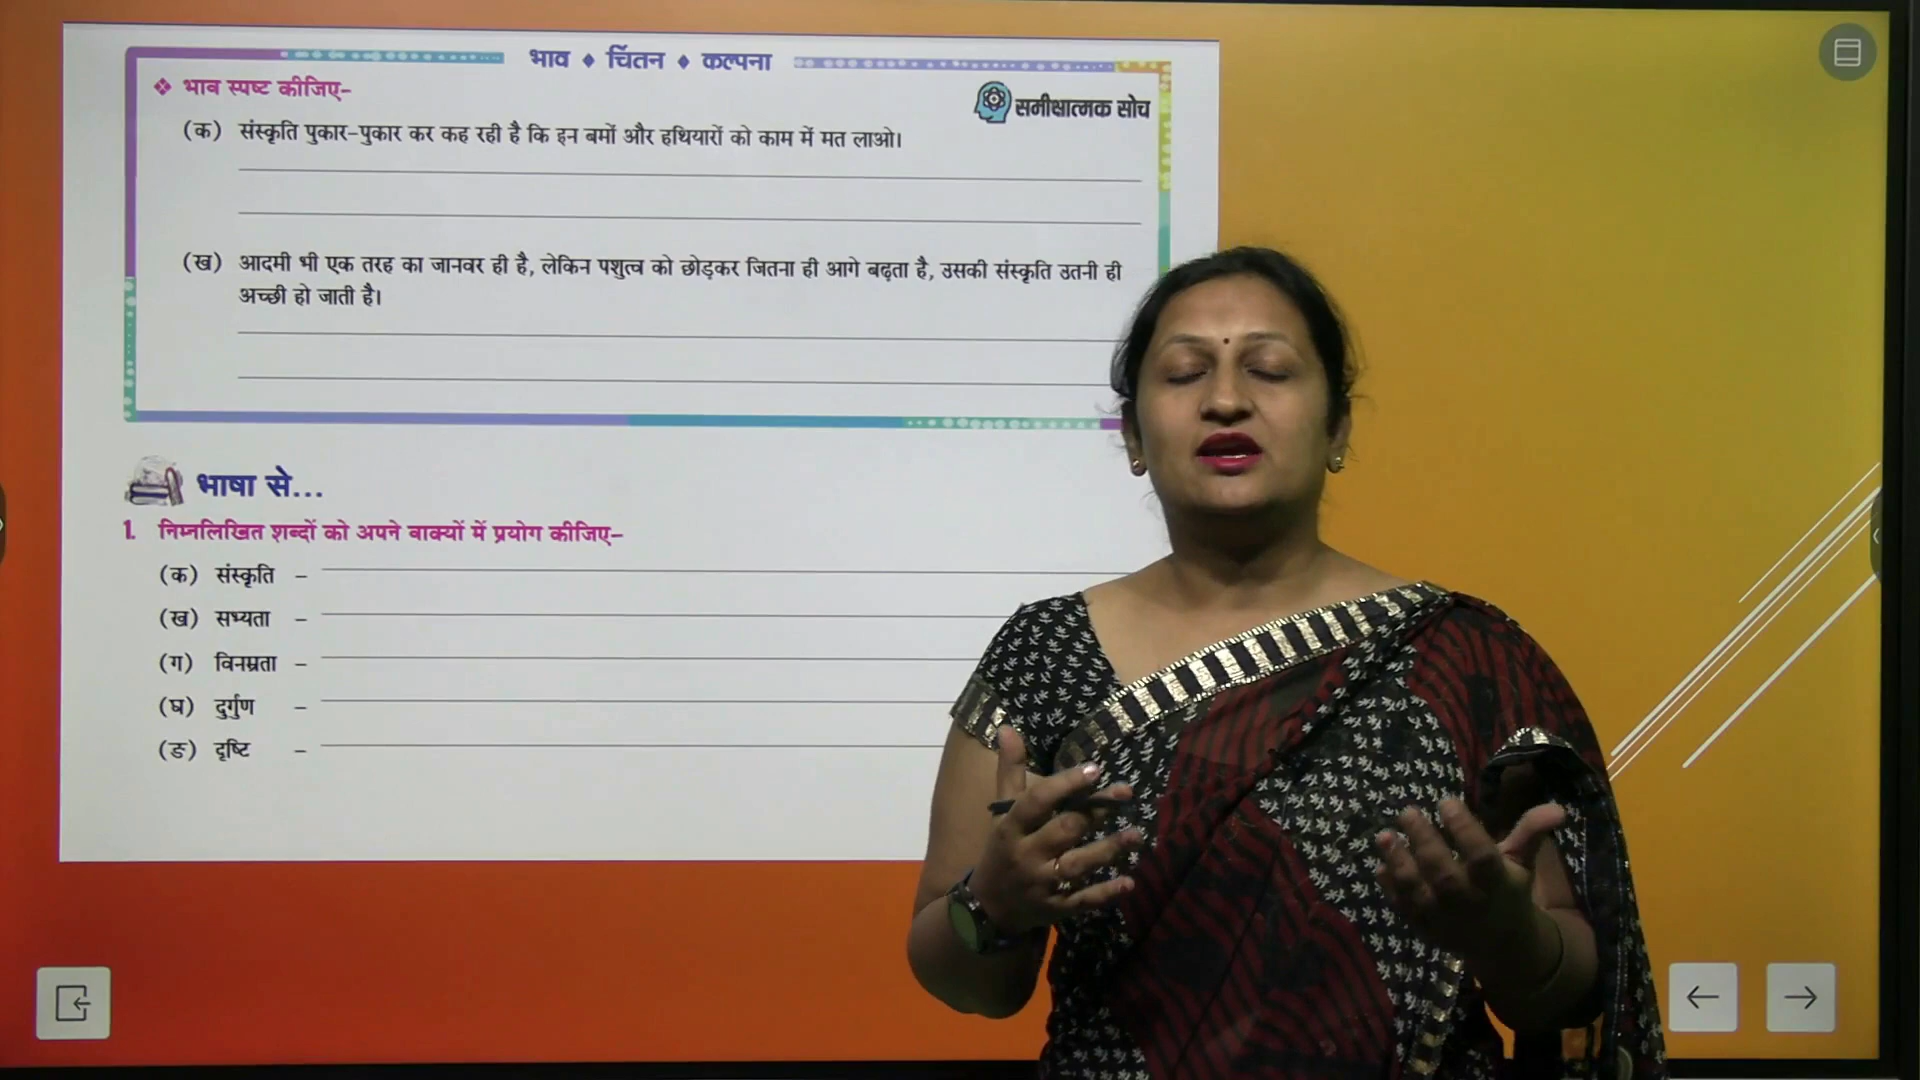 भाव ♦ चिंतन ♦ कल्पना
❖ भाव स्पष्ट कीजिए-
समीक्षात्मक सोच
(क) संस्कृति पुकार-पुकार कर कह रही है कि इन बमों और हथियारों को काम में मत लाओ।
(ख) आदमी भी एक तरह का जानवर ही है, लेकिन पशुत्व को छोड़कर जितना ही आगे बढ़ता है, उसकी संस्कृति उतनी ही
अच्छी हो जाती है।
भाषा से...
1. निम्नलिखित शब्दों को अपने वाक्यों में प्रयोग कीजिए-
(क) संस्कृति -
(ख) सभ्यता -
(ग) विनम्रता -
(घ) दुर्गुण -
(ङ) दृष्टि -